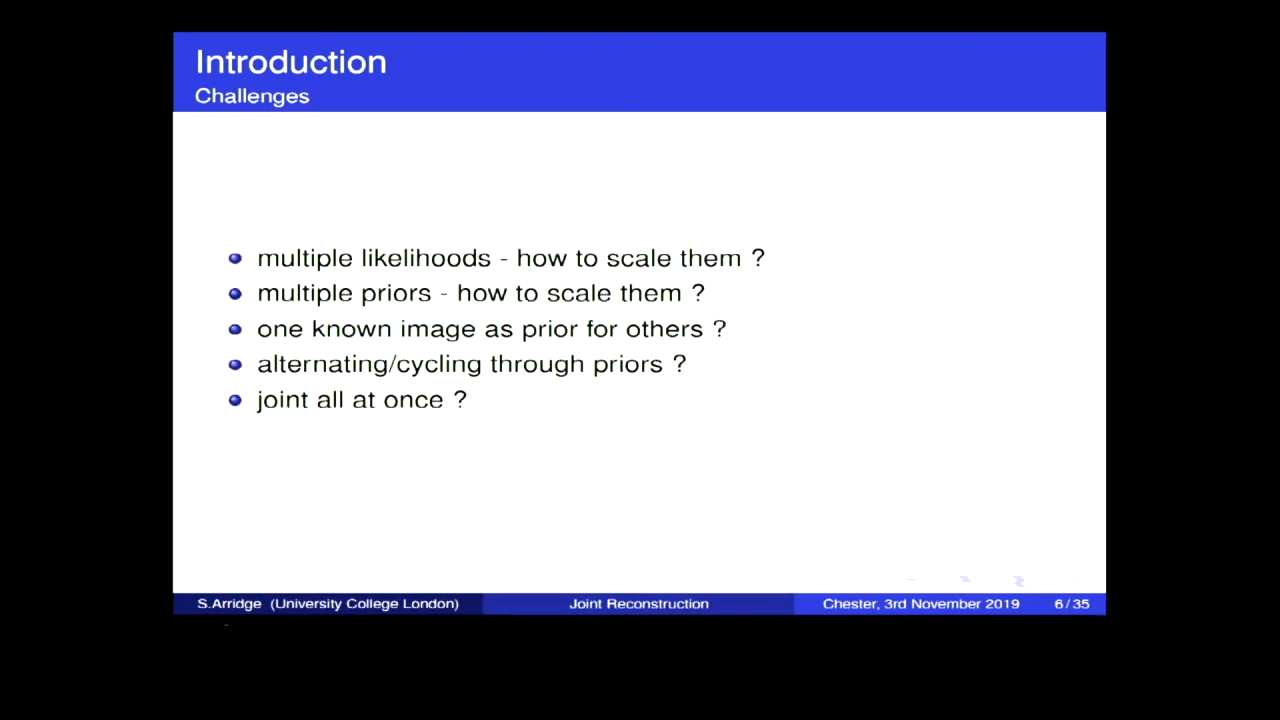 Introduction
Challenges
multiple likelihoods - how to scale them ?
multiple priors - how to scale them ?
one known image as prior for others ?
alternating/cycling through priors ?
joint all at once ?
S.Arridge (University College London) Joint Reconstruction Chester, 3rd November 2019 6 / 35